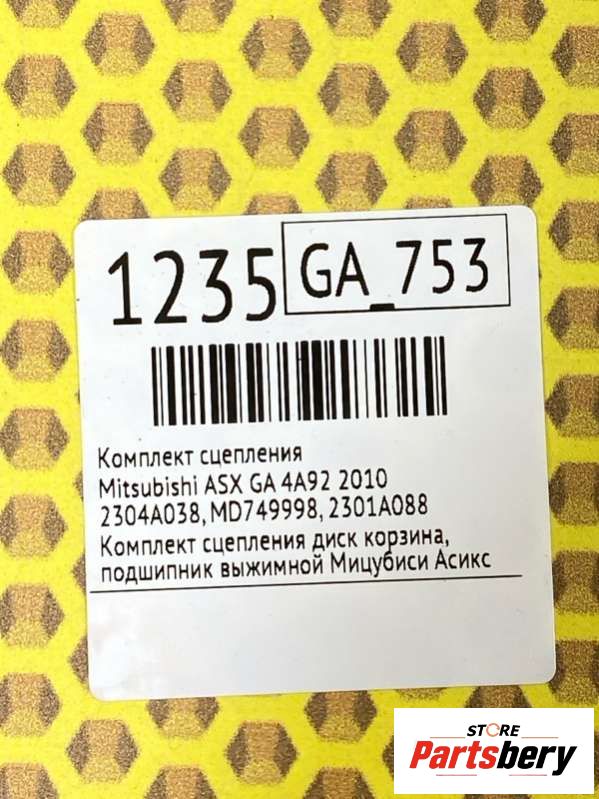 1235 GA_753
Комплект сцепления
Mitsubishi ASX GA 4A92 2010
2304A038, MD749998, 2301A088
Комплект сцепления диск корзина,
подшипник выжимной Мицубиси Асикс
STORE
Partsbery